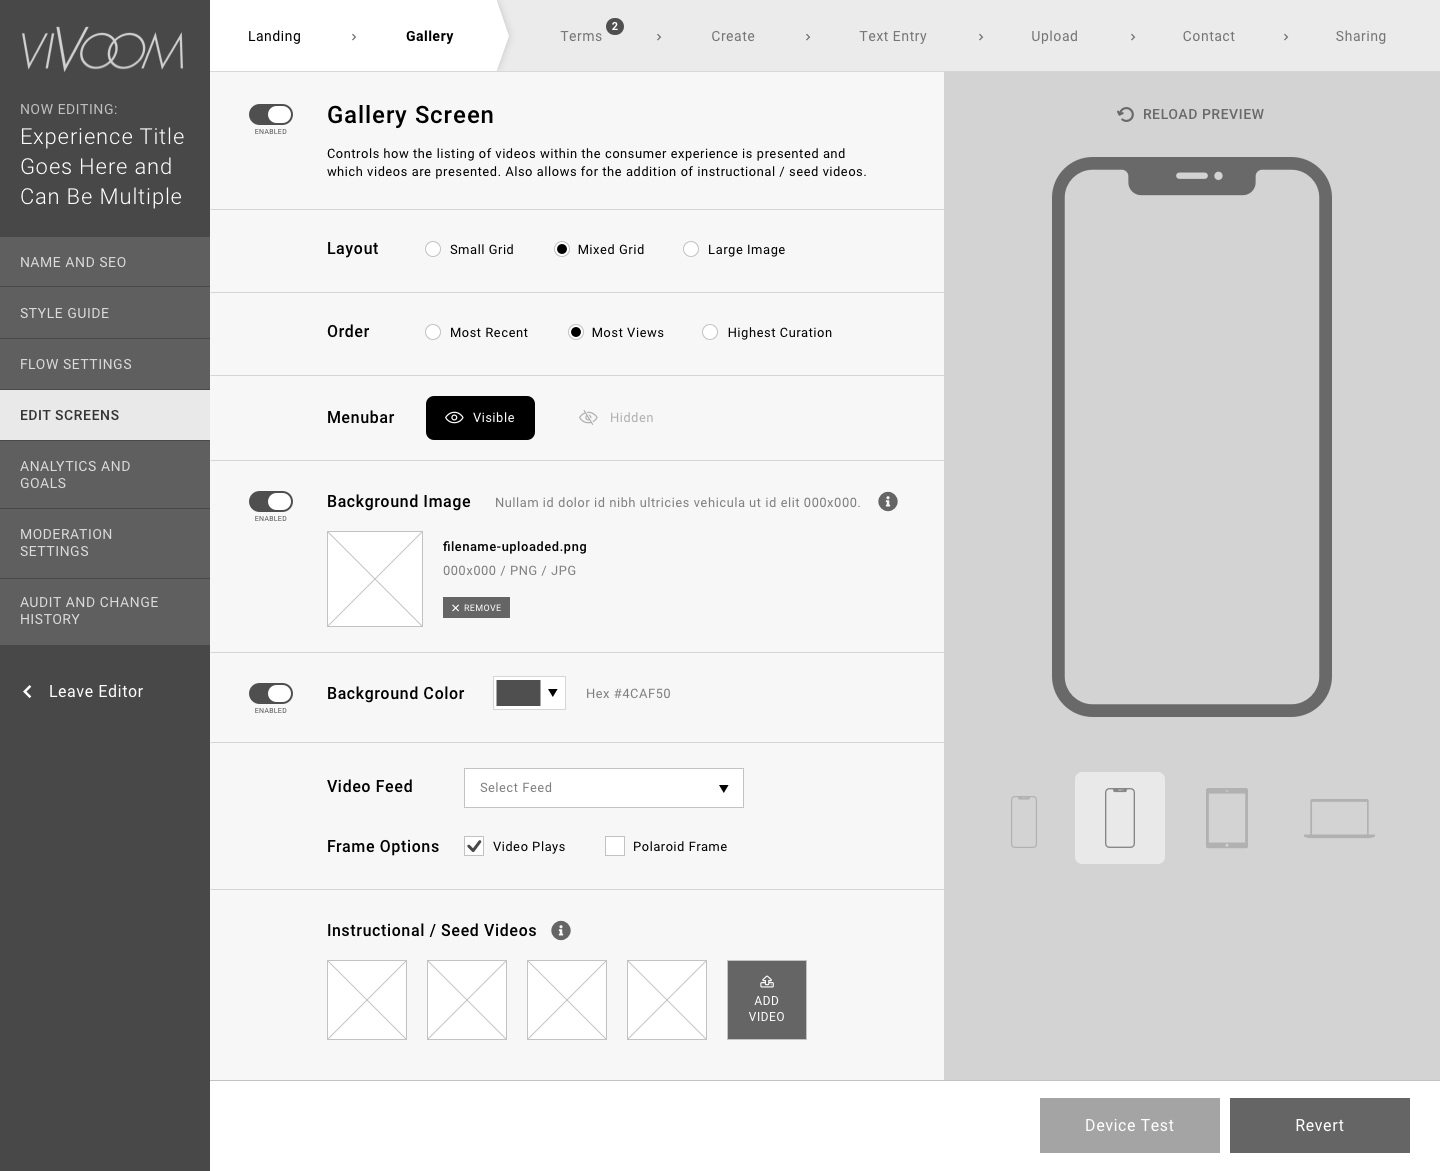 VIVOOM
NOW EDITING:
Experience Title
Goes Here and
Can Be Multiple
NAME AND SEO
STYLE GUIDE
FLOW SETTINGS
EDIT SCREENS
ANALYTICS AND
GOALS
MODERATION
SETTINGS
AUDIT AND CHANGE
HISTORY
Leave Editor
Landing > Gallery Terms 2 > Create > Text Entry > Upload > Contact > Sharing
ENABLED
Gallery Screen
Controls how the listing of videos within the consumer experience is presented and
which videos are presented. Also allows for the addition of instructional / seed videos.
Layout Small Grid Mixed Grid Large Image
Order Most Recent Most Views Highest Curation
Menubar Visible Hidden
ENABLED
Background Image Nullam id dolor id nibh ultricies vehicula ut id elit 000x000.
filename-uploaded.png
000x000 / PNG / JPG
REMOVE
ENABLED
Background Color Hex #4CAF50
Video Feed Select Feed
Frame Options Video Plays Polaroid Frame
Instructional / Seed Videos
ADD
VIDEO
RELOAD PREVIEW
Device Test Revert